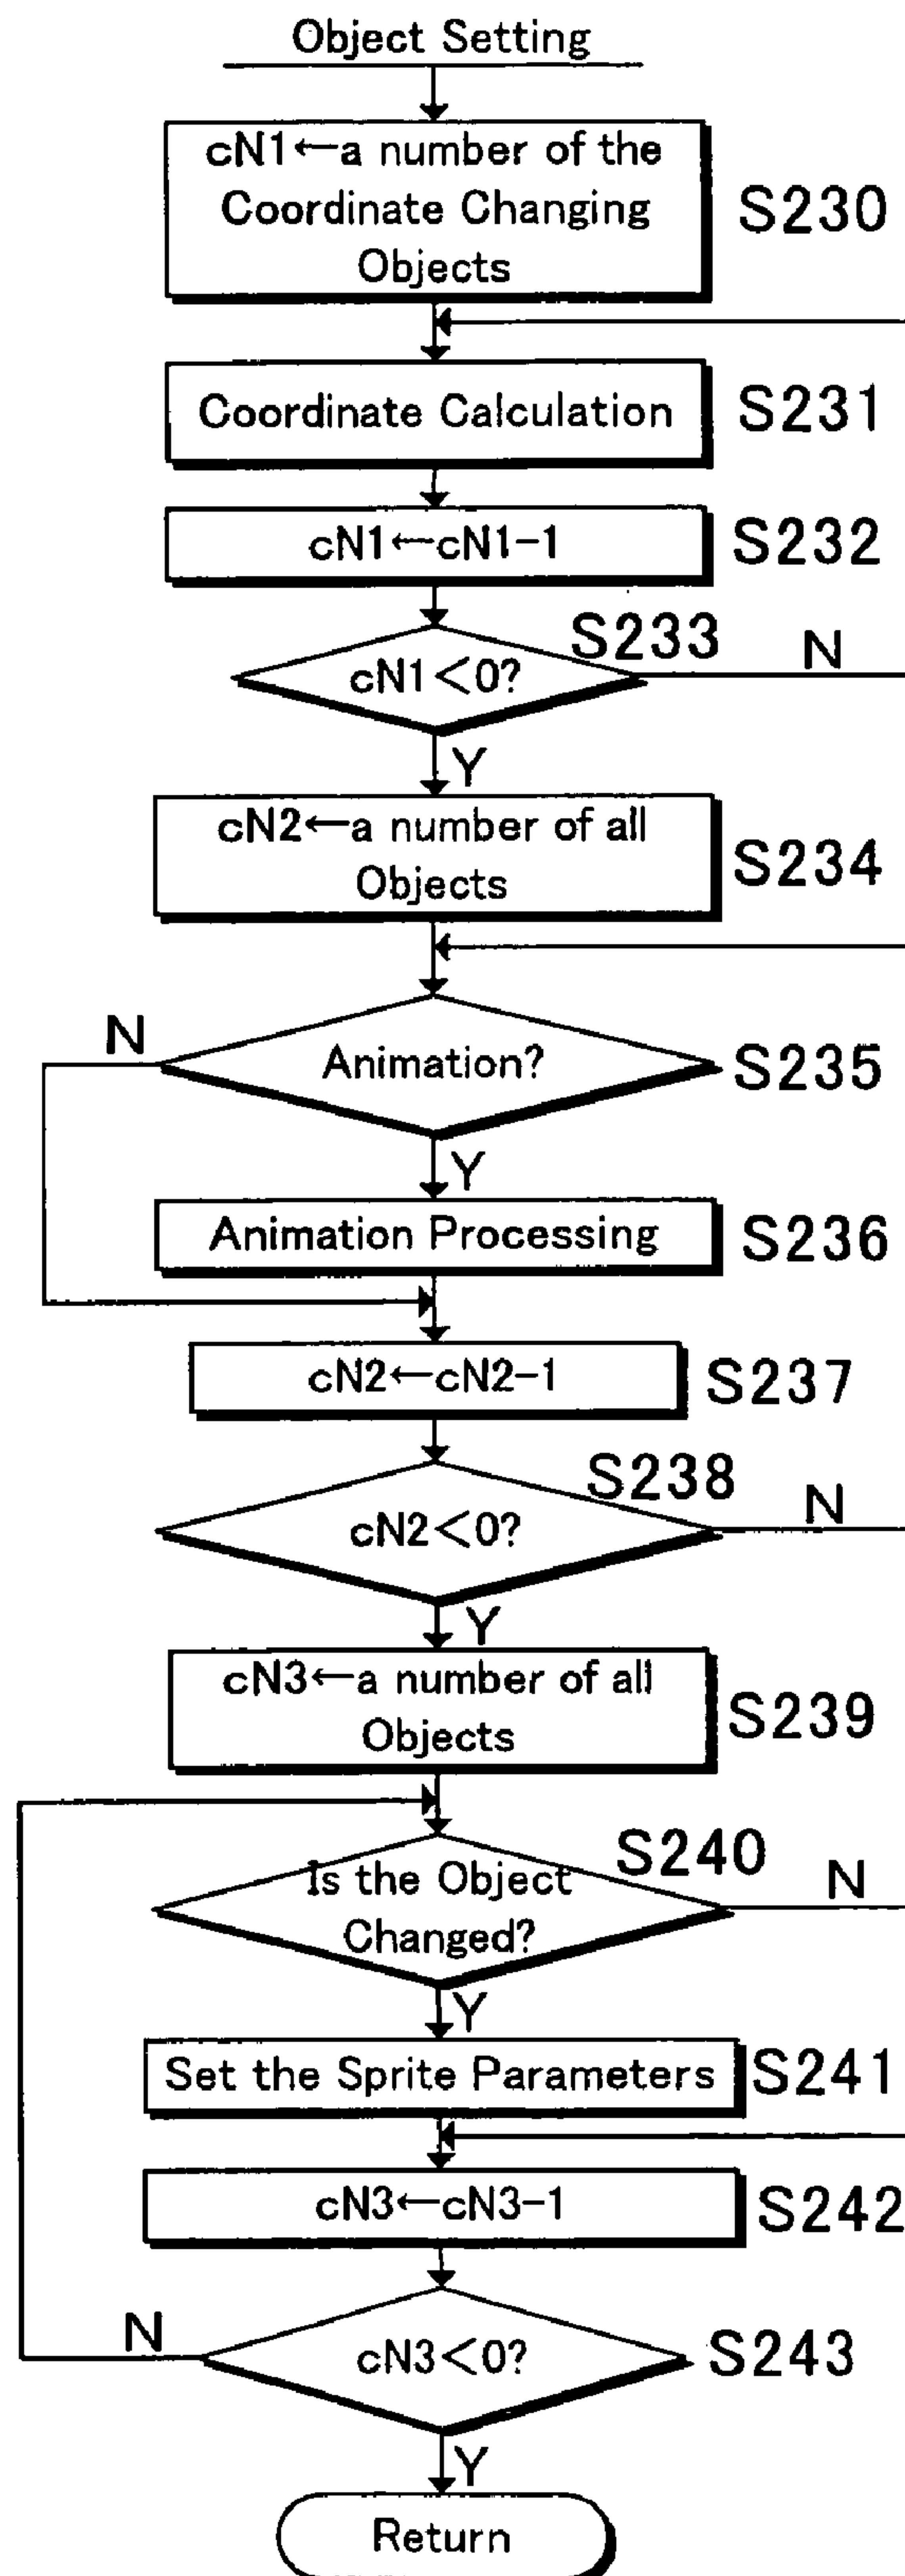 Object Setting
cN1←a number of the
Coordinate Changing
Objects
S230
Coordinate Calculation
S231
cN1←cN1-1
S232
S233
cN1<0?
N
Y
cN2←a number of all
Objects
S234
N
Animation?
S235
Y
Animation Processing
S236
cN2←cN2-1
S237
S238
cN2<0?
N
Y
cN3←a number of all
Objects
S239
S240
Is the Object
Changed?
N
Y
Set the Sprite Parameters
S241
cN3←cN3-1
S242
N
cN3<0?
S243
Y
Return